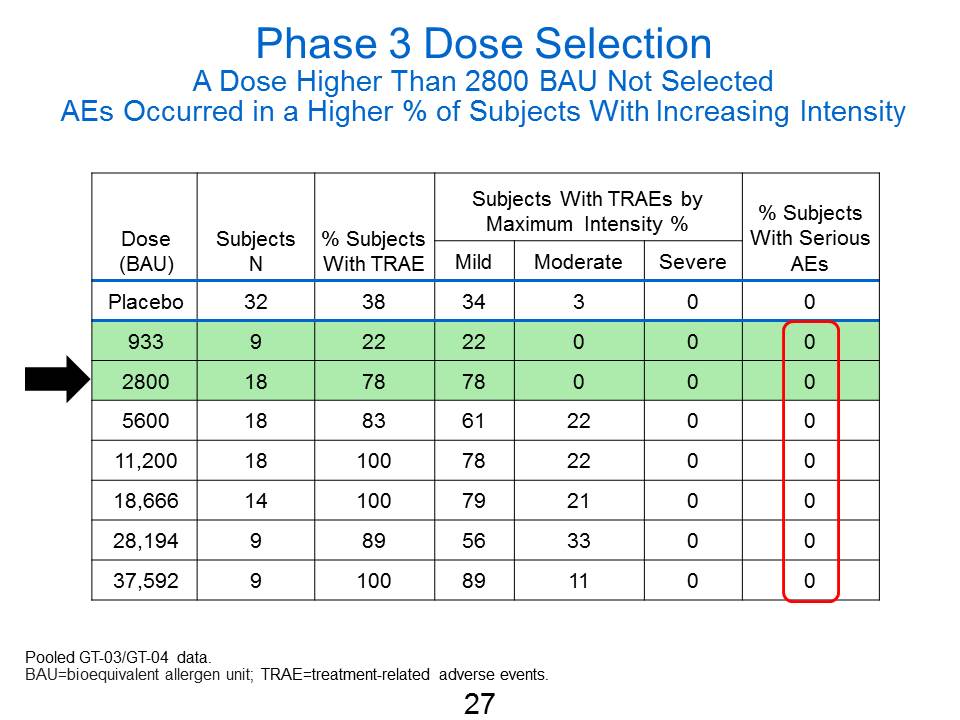 Phase 3 Dose Selection
A Dose Higher Than 2800 BAU Not Selected
AEs Occurred in a Higher % of Subjects With Increasing Intensity
Dose (BAU) Subjects N % Subjects With TRAE Subjects With TRAEs by Maximum Intensity % % Subjects With Serious AEs
Mild Moderate Severe
Placebo 32 38 34 3 0 0
933 9 22 22 0 0 0
2800 18 78 78 0 0 0
5600 18 83 61 22 0 0
11,200 18 100 78 22 0 0
18,666 14 100 79 21 0 0
28,194 9 89 56 33 0 0
37,592 9 100 89 11 0 0
Pooled GT-03/GT-04 data.
BAU=bioequivalent allergen unit; TRAE=treatment-related adverse events.
27